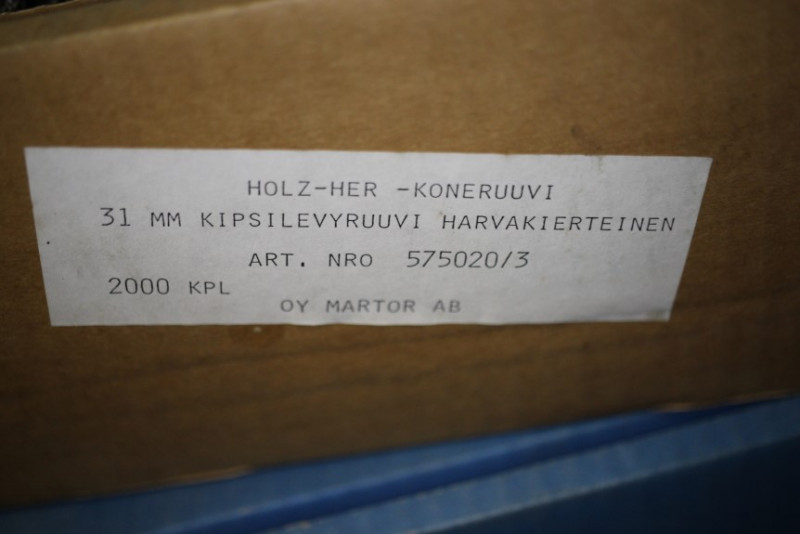 HOLZ-HER -KONERUUVI
31 MM KIPSILEVYRUUVI HARVAKIERTEINEN
ART. NRO 575020/3
2000 KPL
OY MARTOR AB